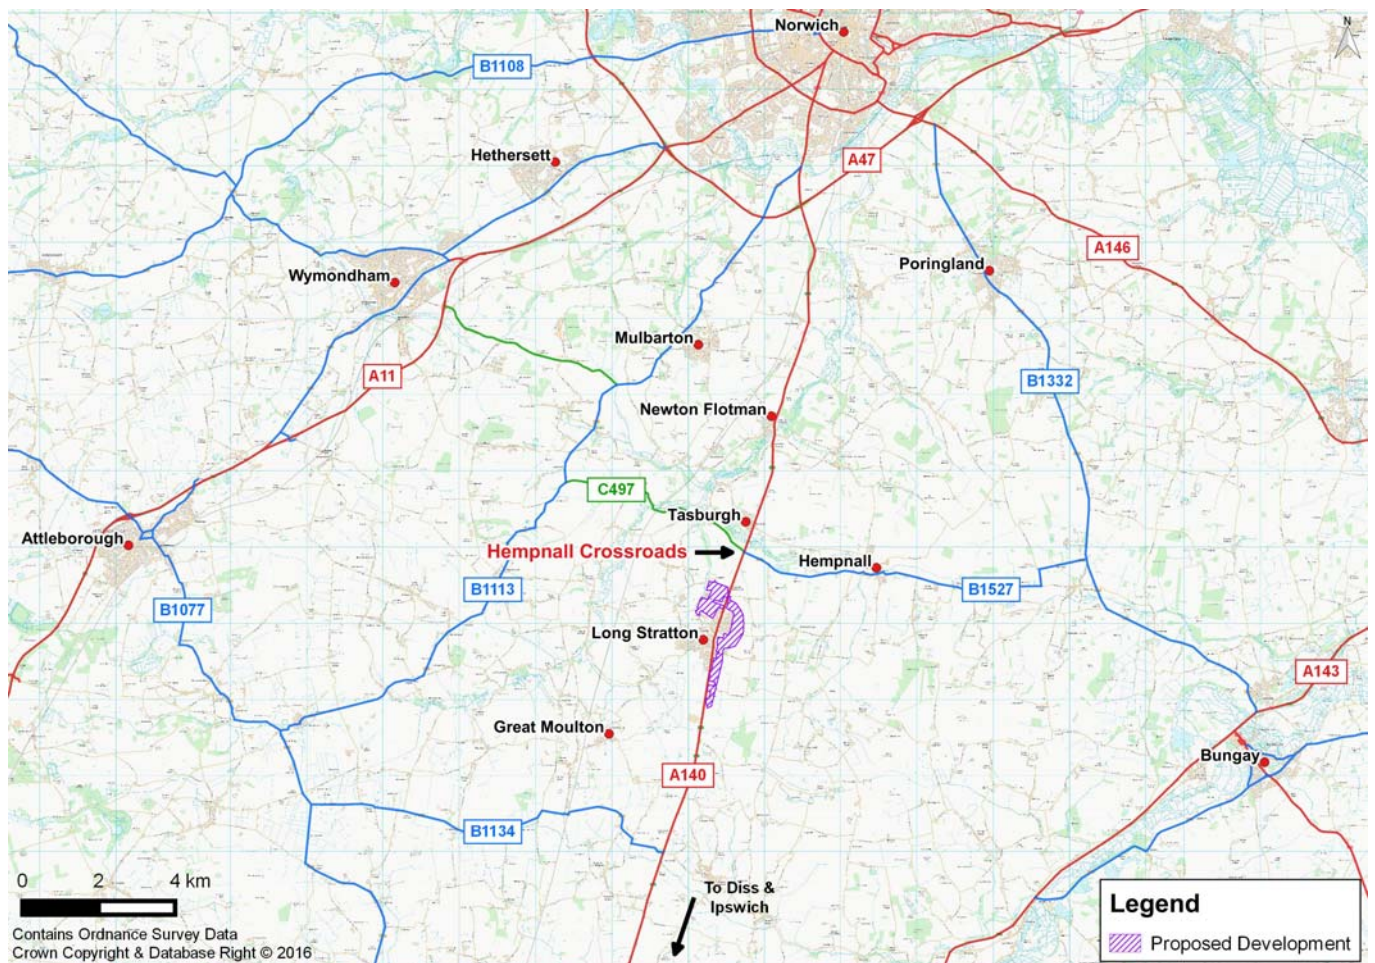 Norwich
N
B1108
Hethersett
A47
A146
Poringland
Wymondham
Mulbarton
A11
B1332
Newton Flotman
C497
Tasburgh
Attleborough
Hempnall Crossroads
Hempnall
B1113
B1527
B1077
Long Stratton
A143
Great Moulton
Bungay
A140
B1134
0 2 4 km
To Diss &
Ipswich
Legend
Proposed Development
Contains Ordnance Survey Data
Crown Copyright & Database Right © 2016